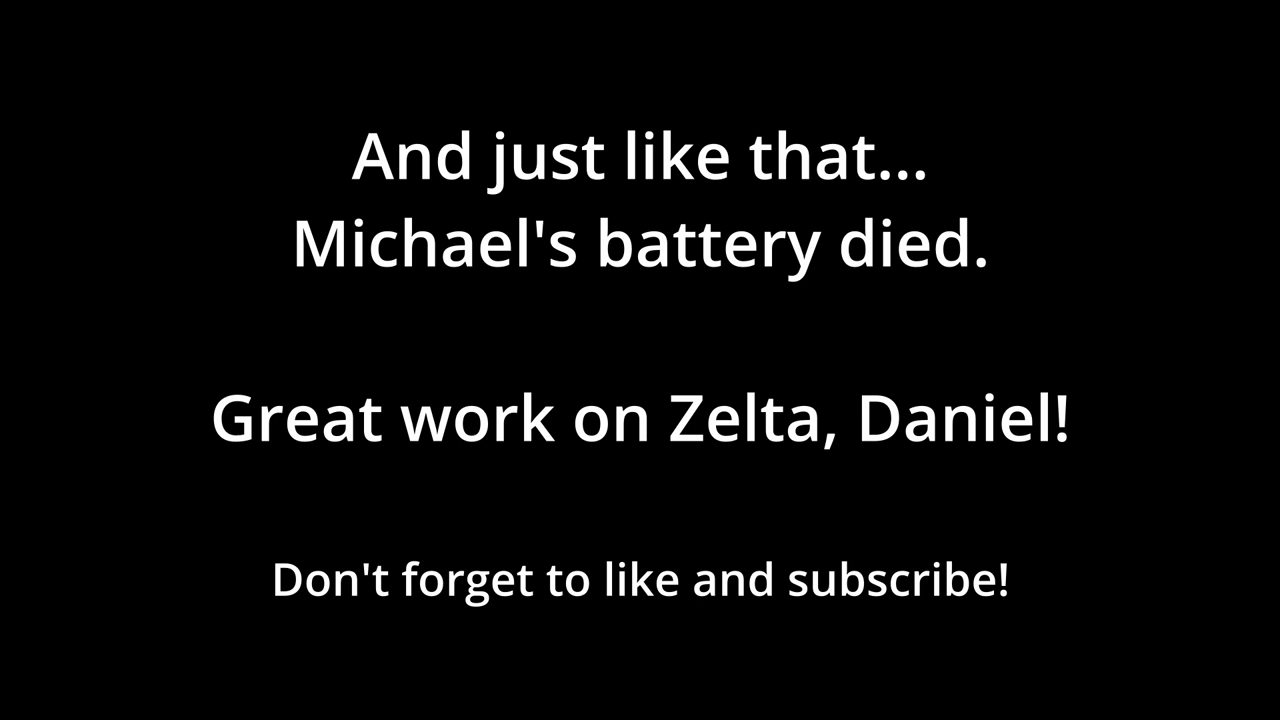 And just like that...
Michael's battery died.
Great work on Zelta, Daniel!
Don't forget to like and subscribe!